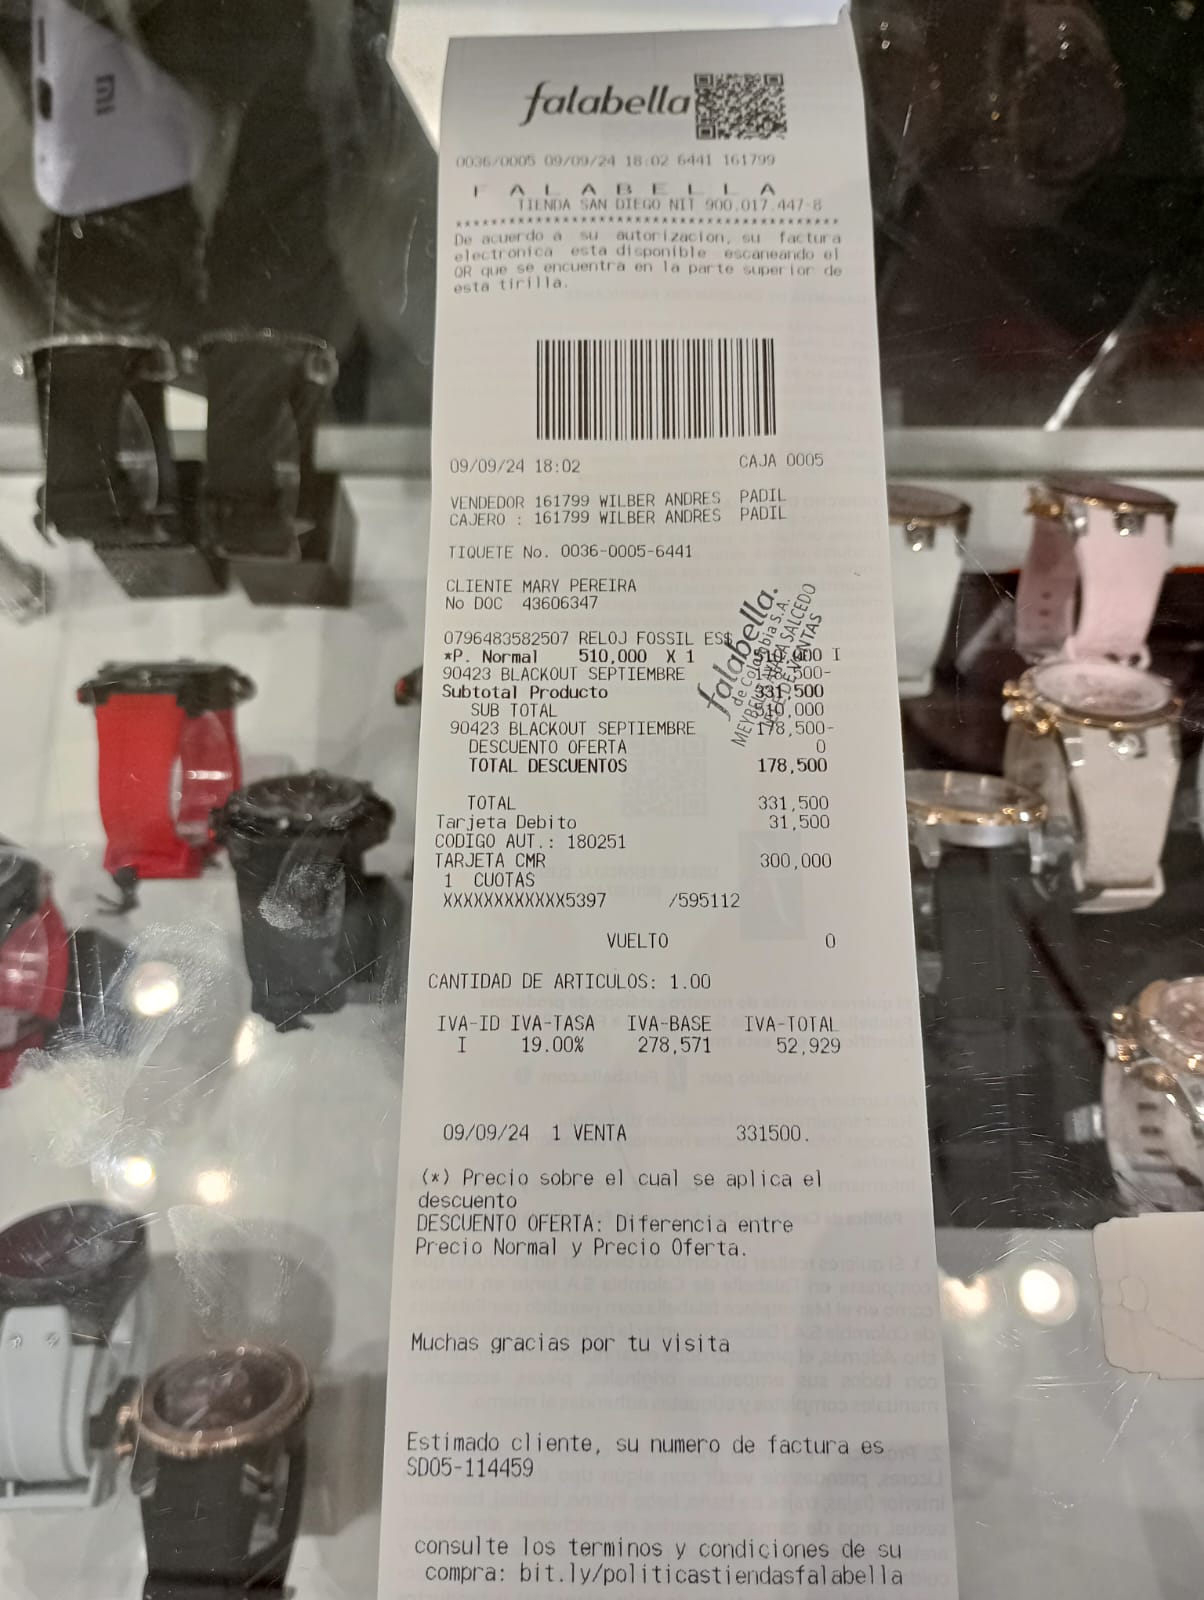 mi
falabella
0036/0005 09/09/24 18:02 6441 161799
F A L A B E L L A
TIENDA SAN DIEGO NIT 900.017.447-8
****************************************
De acuerdo a su autorizacion, su factura
electronica esta disponible escaneando el
QR que se encuentra en la parte superior de
esta tirilla.
09/09/24 18:02 CAJA 0005
VENDEDOR 161799 WILBER ANDRES PADIL
CAJERO : 161799 WILBER ANDRES PADIL
TIQUETE No. 0036-0005-6441
CLIENTE MARY PEREIRA
No DOC 43606347
0796483582507 RELOJ FOSSIL ES$
*P. Normal 510,000 X 1 510,000 I
90423 BLACKOUT SEPTIEMBRE 178,500-
Subtotal Producto 331,500
SUB TOTAL 510,000
90423 BLACKOUT SEPTIEMBRE 178,500-
DESCUENTO OFERTA 0
TOTAL DESCUENTOS 178,500
falabella.
de Colombia S.A.
SALCEDO
DE VENTAS
TOTAL 331,500
Tarjeta Debito 31,500
CODIGO AUT.: 180251
TARJETA CMR 300,000
1 CUOTAS
XXXXXXXXXXXX5397 /595112
VUELTO 0
CANTIDAD DE ARTICULOS: 1.00
IVA-ID IVA-TASA IVA-BASE IVA-TOTAL
I 19.00% 278,571 52,929
09/09/24 1 VENTA 331500.
(*) Precio sobre el cual se aplica el
descuento
DESCUENTO OFERTA: Diferencia entre
Precio Normal y Precio Oferta.
Muchas gracias por tu visita
Estimado cliente, su numero de factura es
SD05-114459
consulte los terminos y condiciones de su
compra: bit.ly/politicastiendasfalabella